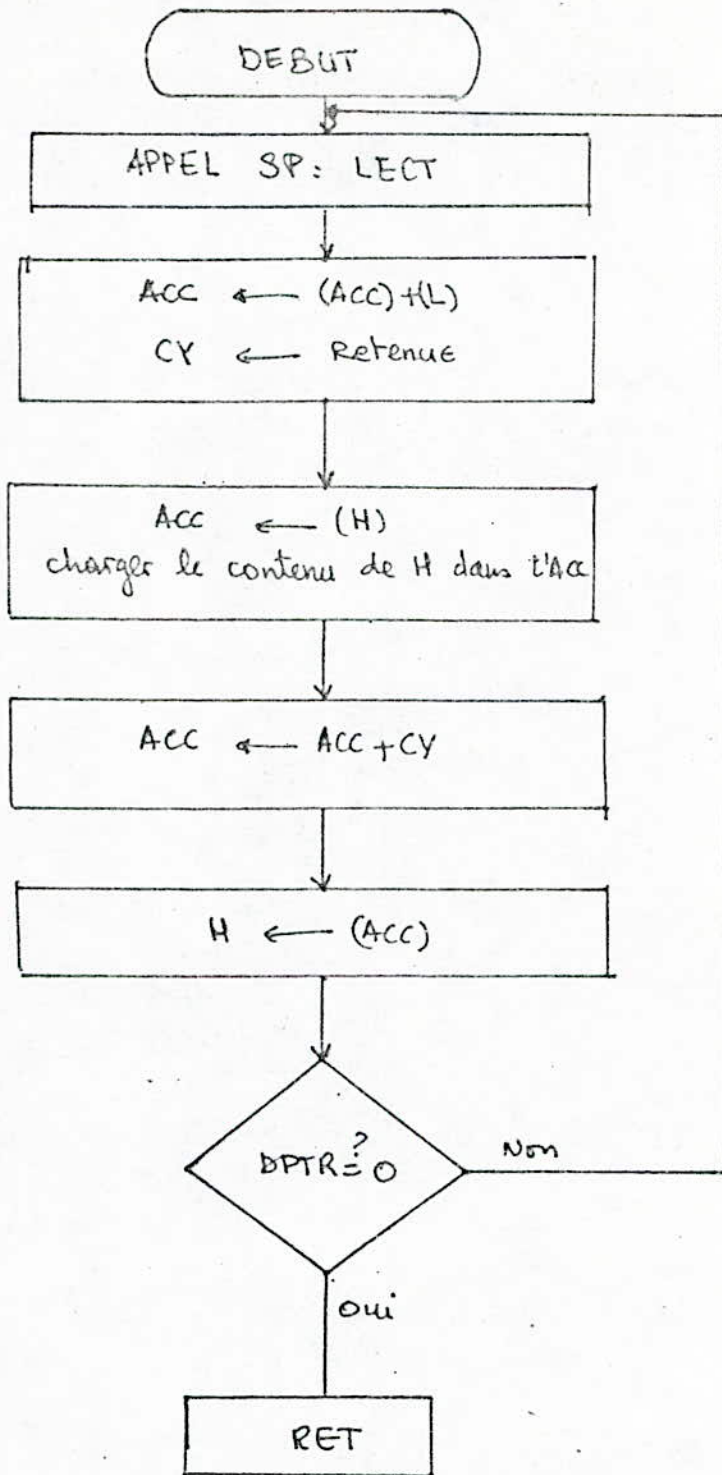 DEBUT
APPEL SP: LECT
ACC ← (ACC)+(L)
CY ← Retenue
ACC ← (H)
charger le contenu de H dans l'Acc
ACC ← ACC+CY
H ← (ACC)
DPTR = ? 0
Non
Oui
RET